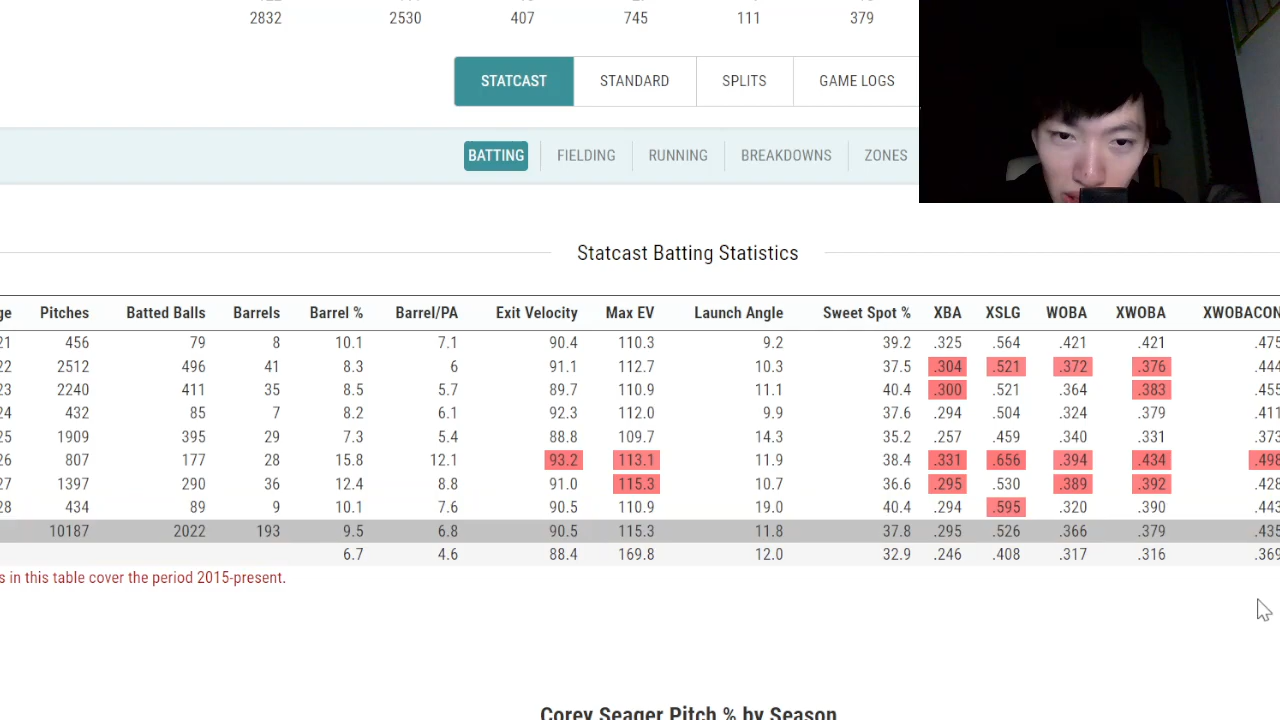 2832 2530 407 745 111 379
STATCAST STANDARD SPLITS GAME LOGS
BATTING FIELDING RUNNING BREAKDOWNS ZONES
Statcast Batting Statistics
ge Pitches Batted Balls Barrels Barrel % Barrel/PA Exit Velocity Max EV Launch Angle Sweet Spot % XBA XSLG WOBA XWOBA XWOBACON
21 456 79 8 10.1 7.1 90.4 110.3 9.2 39.2 .325 .564 .421 .421 .475
22 2512 496 41 8.3 6 91.1 112.7 10.3 37.5 .304 .521 .372 .376 .444
23 2240 411 35 8.5 5.7 89.7 110.9 11.1 40.4 .300 .521 .364 .383 .455
24 432 85 7 8.2 6.1 92.3 112.0 9.9 37.6 .294 .504 .324 .379 .411
25 1909 395 29 7.3 5.4 88.8 109.7 14.3 35.2 .257 .459 .340 .331 .373
26 807 177 28 15.8 12.1 93.2 113.1 11.9 38.4 .331 .656 .394 .434 .498
27 1397 290 36 12.4 8.8 91.0 115.3 10.7 36.6 .295 .530 .389 .392 .428
28 434 89 9 10.1 7.6 90.5 110.9 19.0 40.4 .294 .595 .320 .390 .443
10187 2022 193 9.5 6.8 90.5 115.3 11.8 37.8 .295 .526 .366 .379 .435
6.7 4.6 88.4 169.8 12.0 32.9 .246 .408 .317 .316 .369
s in this table cover the period 2015-present.
Corey Seager Pitch % by Season